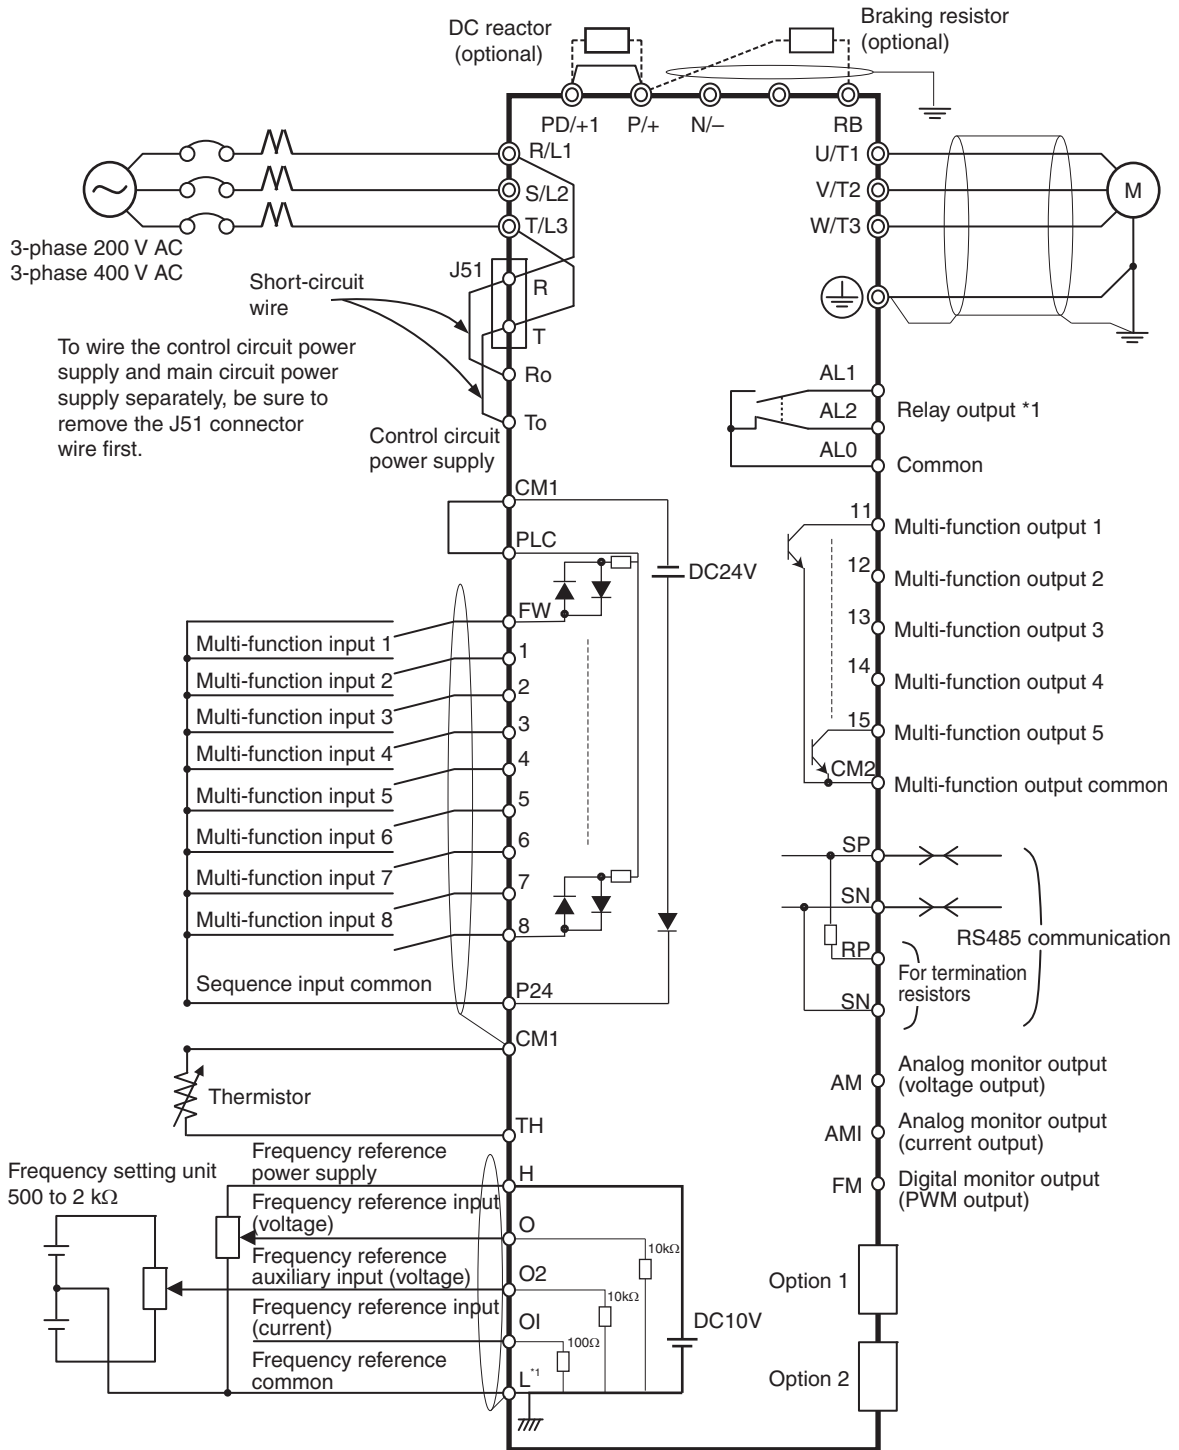 DC reactor
(optional)
Braking resistor
(optional)
PD/+1
P/+
N/–
RB
R/L1
S/L2
T/L3
U/T1
V/T2
W/T3
M
3-phase 200 V AC
3-phase 400 V AC
J51
R
T
Short-circuit
wire
To wire the control circuit power
supply and main circuit power
supply separately, be sure to
remove the J51 connector
wire first.
Ro
To
Control circuit
power supply
AL1
AL2
Relay output *1
AL0
Common
CM1
PLC
DC24V
FW
Multi-function input 1
1
Multi-function input 2
2
Multi-function input 3
3
Multi-function input 4
4
Multi-function input 5
5
Multi-function input 6
6
Multi-function input 7
7
Multi-function input 8
8
Sequence input common
P24
CM1
Thermistor
TH
11
Multi-function output 1
12
Multi-function output 2
13
Multi-function output 3
14
Multi-function output 4
15
Multi-function output 5
CM2
Multi-function output common
SP
SN
RS485 communication
RP
For termination
resistors
SN
AM
Analog monitor output
(voltage output)
AMI
Analog monitor output
(current output)
FM
Digital monitor output
(PWM output)
Frequency setting unit
500 to 2 kΩ
Frequency reference
power supply
H
Frequency reference input
(voltage)
O
10kΩ
Frequency reference
auxiliary input (voltage)
O2
10kΩ
Frequency reference input
(current)
OI
100Ω
DC10V
Frequency reference
common
L*1
Option 1
Option 2